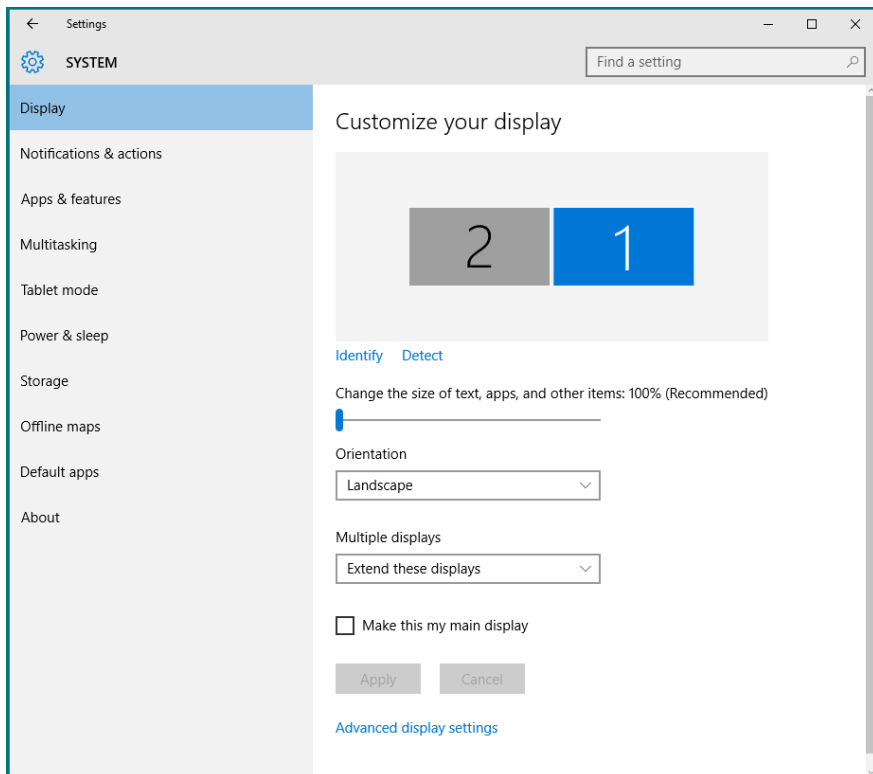 Settings
SYSTEM
Find a setting
Display
Notifications & actions
Apps & features
Multitasking
Tablet mode
Power & sleep
Storage
Offline maps
Default apps
About
Customize your display
2 1
Identify Detect
Change the size of text, apps, and other items: 100% (Recommended)
Orientation
Landscape
Multiple displays
Extend these displays
Make this my main display
Apply Cancel
Advanced display settings